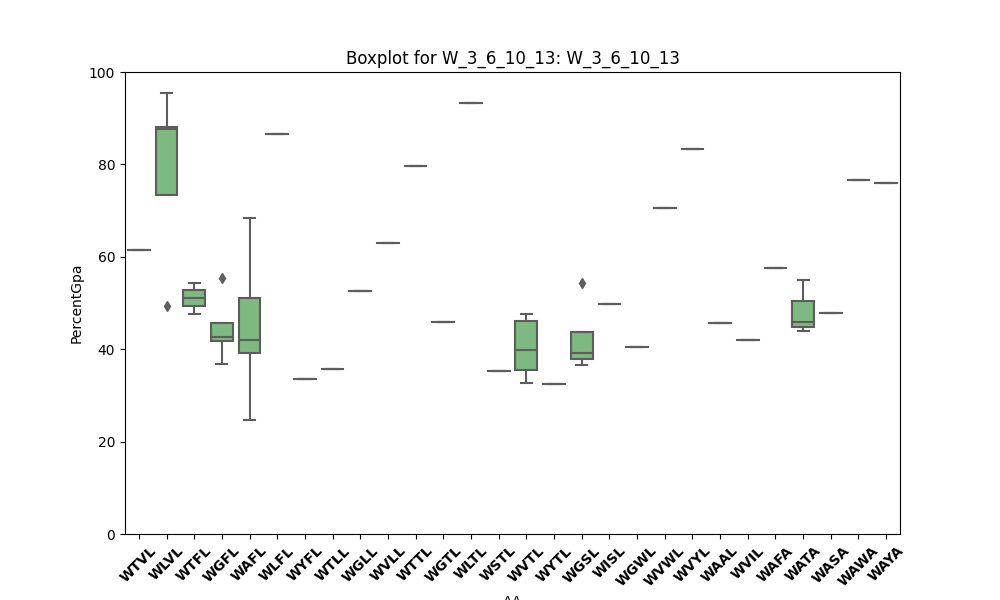 Boxplot for W_3_6_10_13: W_3_6_10_13
PercentGpa
100
80
60
40
20
0
WTVL
WLVL
WTFL
WGFL
WAFL
WLFL
WYFL
WTLL
WGLL
WVLL
WTTL
WGTL
WLTL
WSTL
WVTL
WYTL
WGSL
WISL
WGWL
WVWL
WVYL
WAAL
WVIL
WAFA
WATA
WASA
WAWA
WAYA